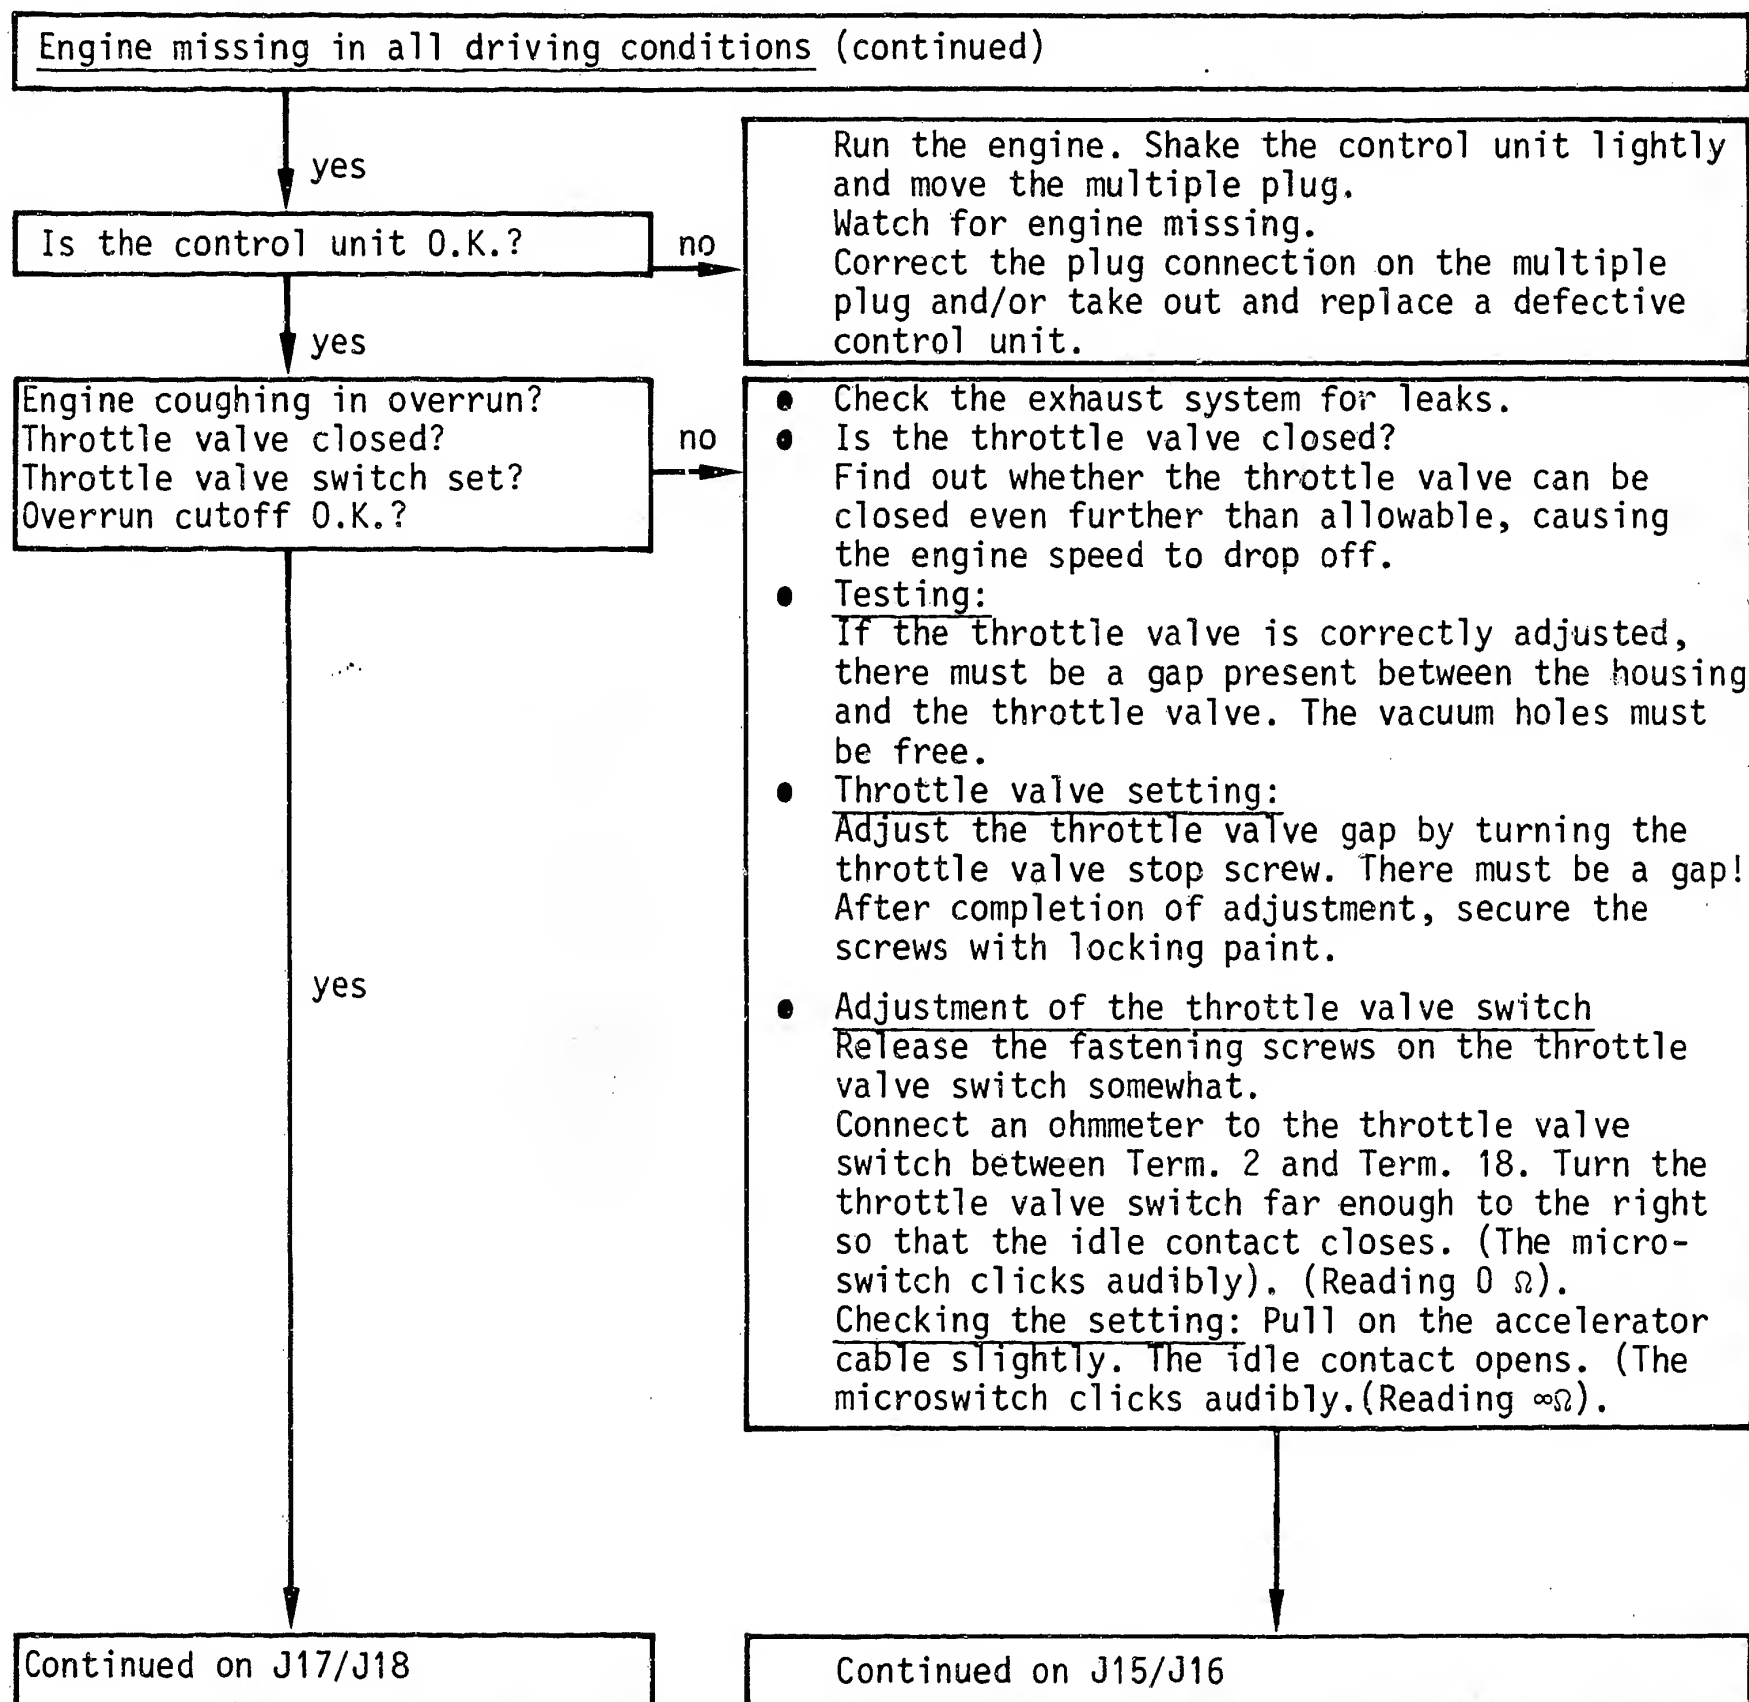 Engine missing in all driving conditions (continued)
yes
Is the control unit O.K.?
no
Run the engine. Shake the control unit lightly
and move the multiple plug.
Watch for engine missing.
Correct the plug connection on the multiple
plug and/or take out and replace a defective
control unit.
yes
Engine coughing in overrun?
Throttle valve closed?
Throttle valve switch set?
Overrun cutoff O.K.?
no
● Check the exhaust system for leaks.
● Is the throttle valve closed?
Find out whether the throttle valve can be
closed even further than allowable, causing
the engine speed to drop off.
● Testing:
If the throttle valve is correctly adjusted,
there must be a gap present between the housing
and the throttle valve. The vacuum holes must
be free.
● Throttle valve setting:
Adjust the throttle valve gap by turning the
throttle valve stop screw. There must be a gap!
After completion of adjustment, secure the
screws with locking paint.
● Adjustment of the throttle valve switch
Release the fastening screws on the throttle
valve switch somewhat.
Connect an ohmmeter to the throttle valve
switch between Term. 2 and Term. 18. Turn the
throttle valve switch far enough to the right
so that the idle contact closes. (The micro-
switch clicks audibly). (Reading 0 Ω).
Checking the setting: Pull on the accelerator
cable slightly. The idle contact opens. (The
microswitch clicks audibly.(Reading ∞Ω).
yes
Continued on J17/J18
Continued on J15/J16